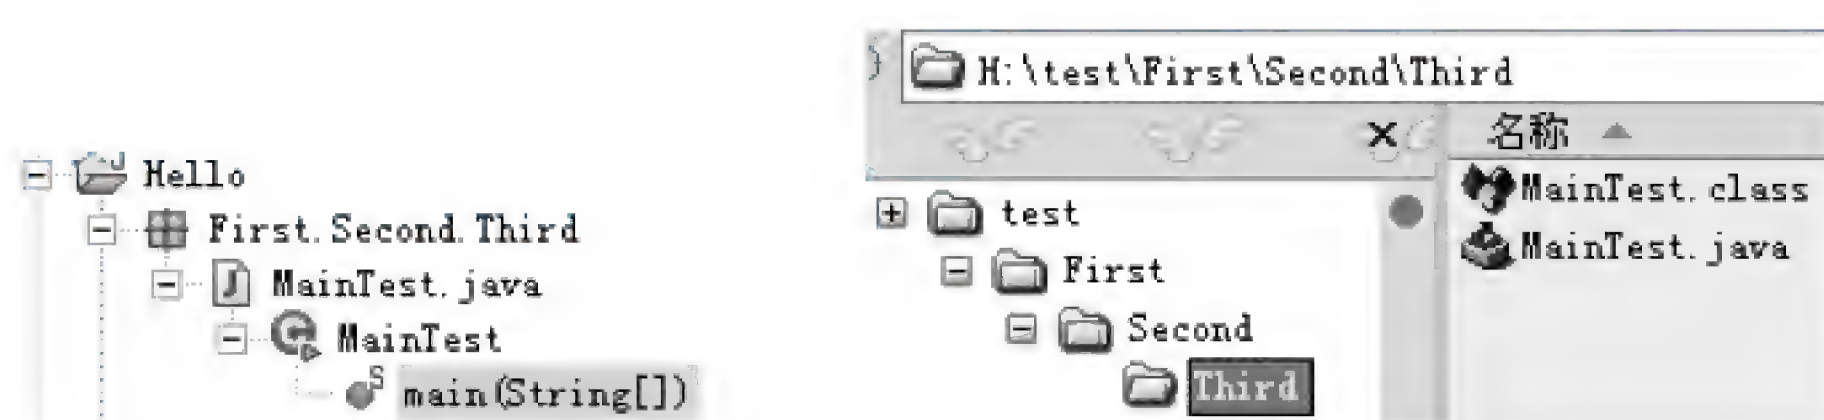 Hello
First.Second.Third
MainTest.java
MainTest
main(String[])
H:\test\First\Second\Third
名称
test
First
Second
Third
MainTest.class
MainTest.java